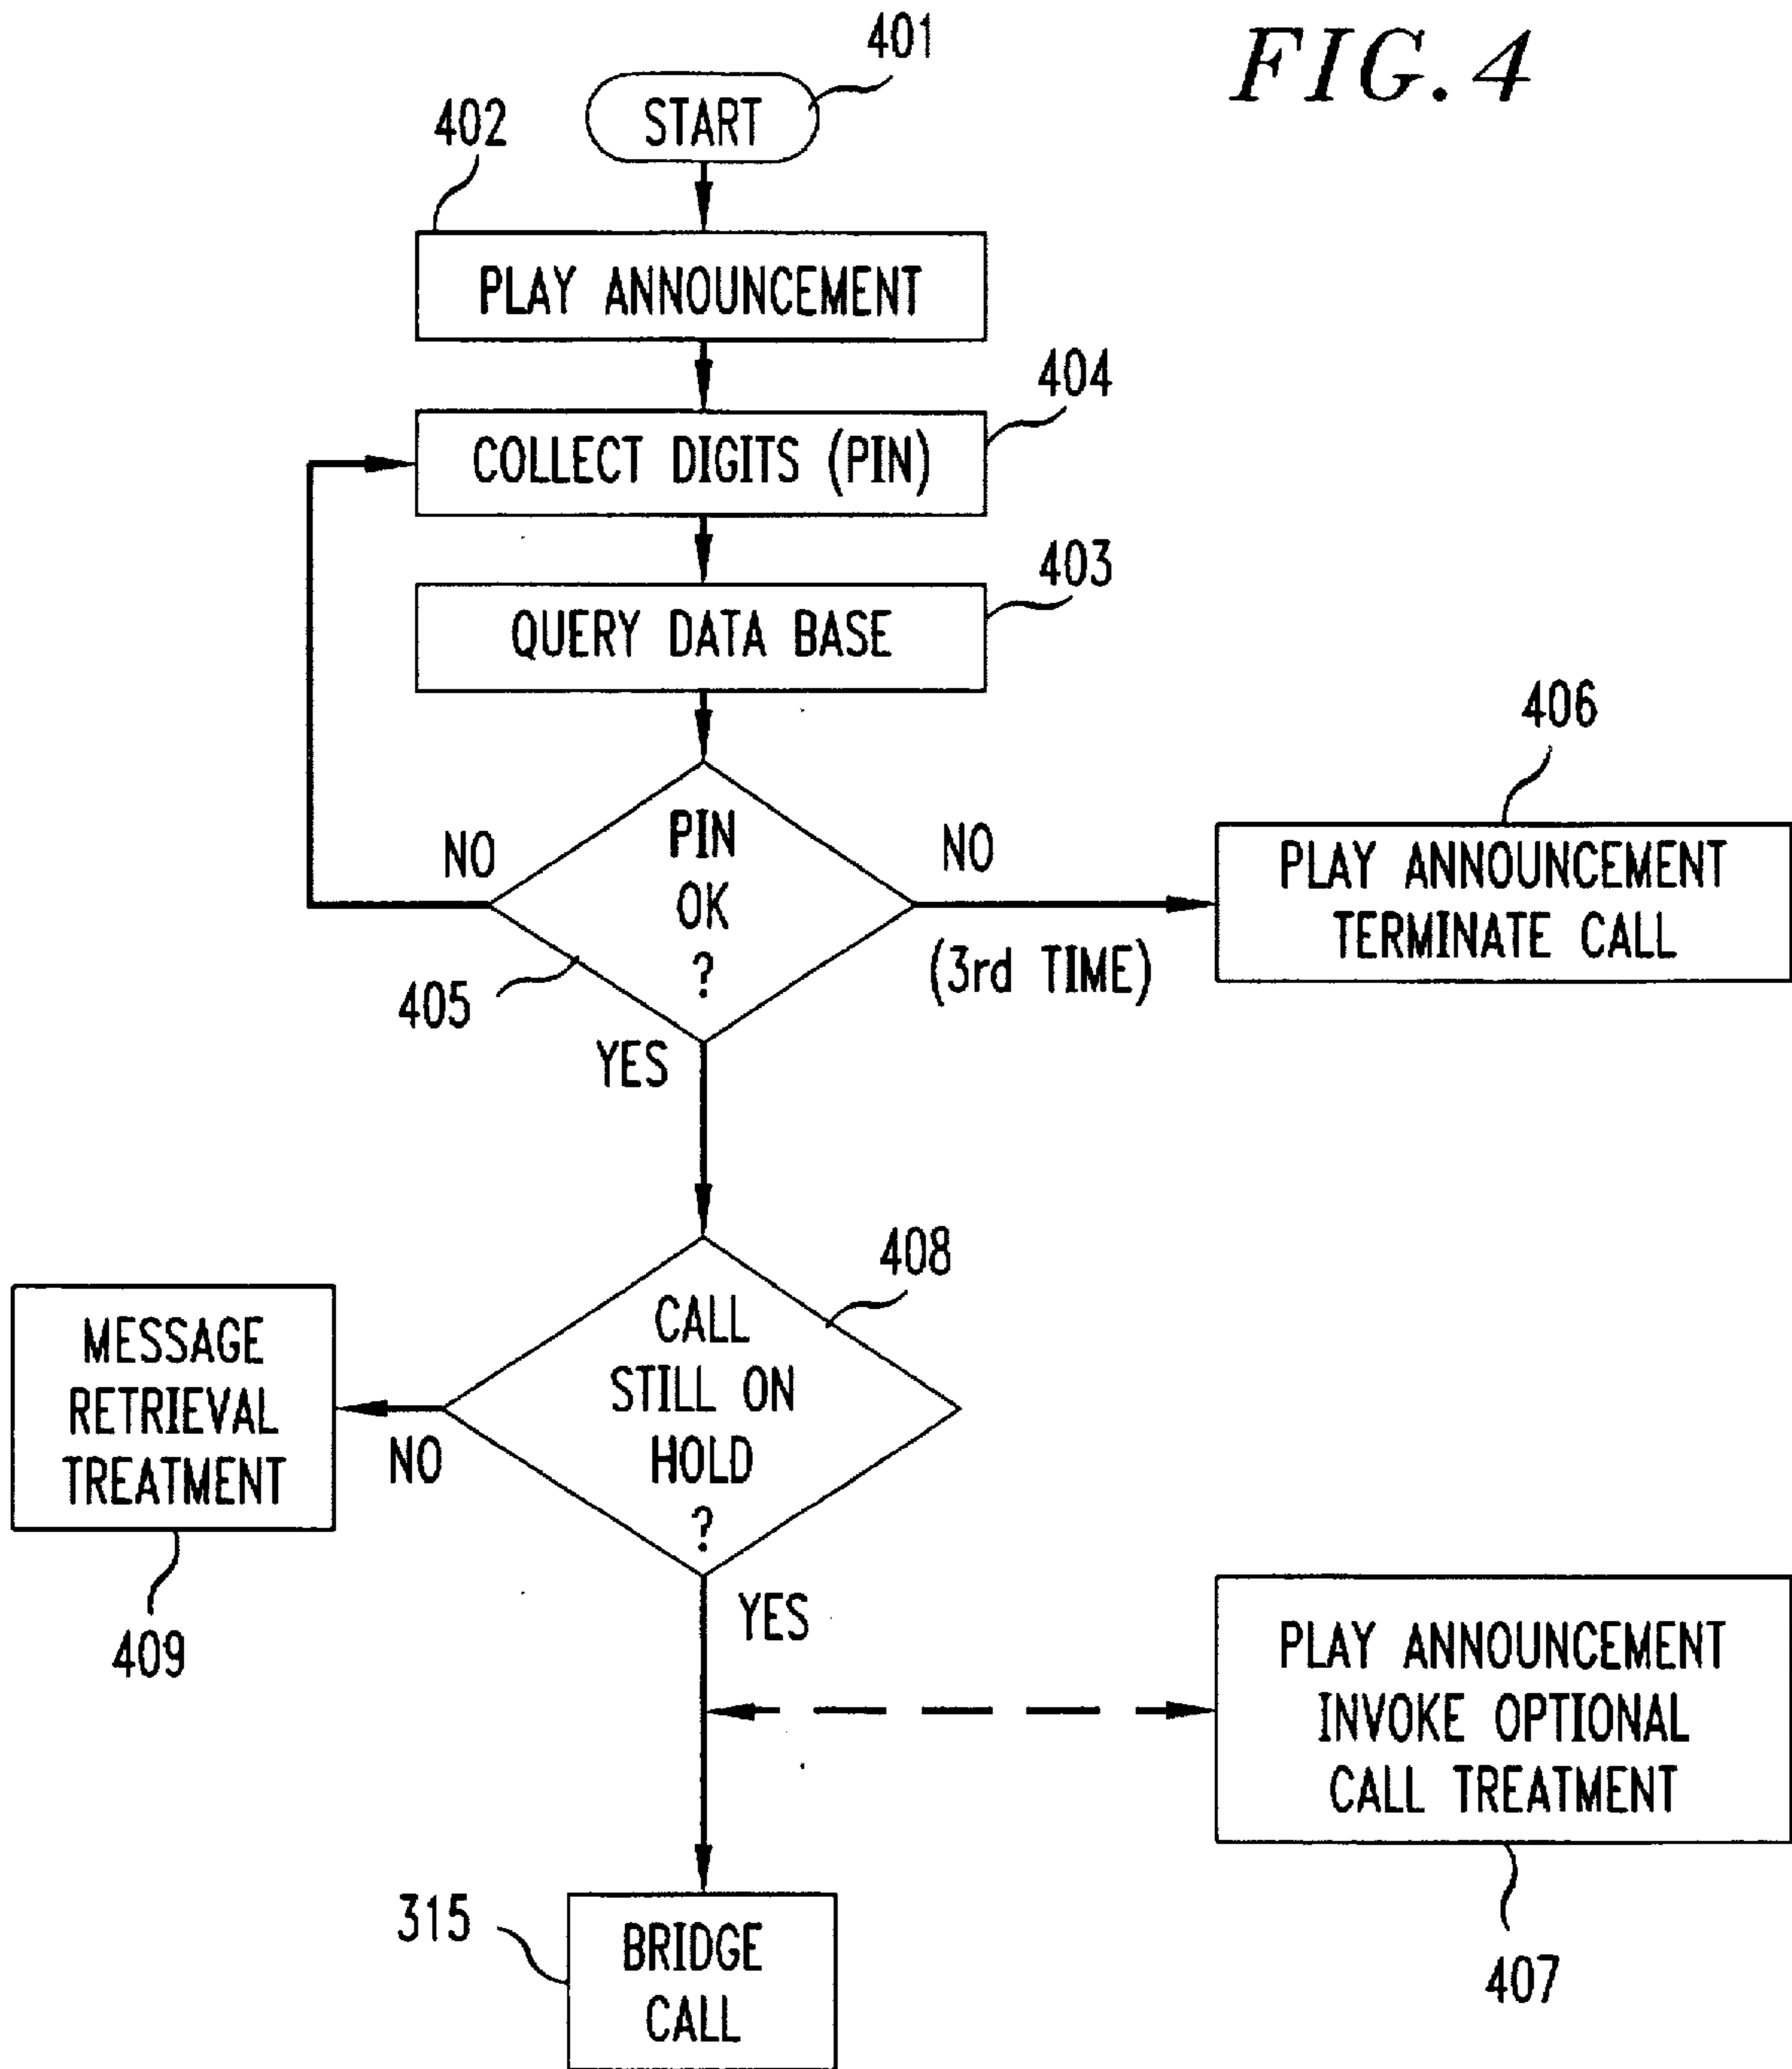 FIG. 4
401
START
402
PLAY ANNOUNCEMENT
404
COLLECT DIGITS (PIN)
403
QUERY DATA BASE
406
PIN
OK
?
NO
NO
(3rd TIME)
405
YES
PLAY ANNOUNCEMENT
TERMINATE CALL
408
CALL
STILL ON
HOLD
?
NO
YES
MESSAGE
RETRIEVAL
TREATMENT
409
PLAY ANNOUNCEMENT
INVOKE OPTIONAL
CALL TREATMENT
407
315
BRIDGE
CALL